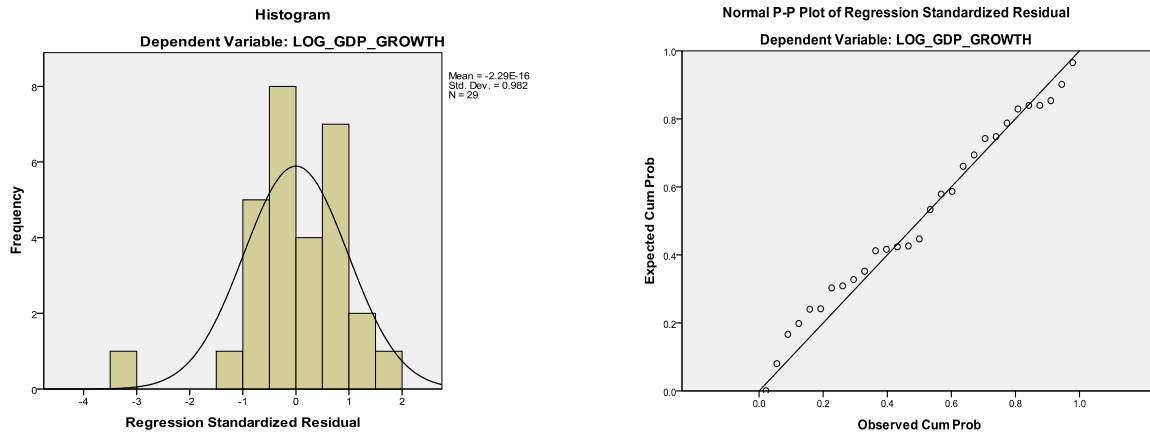 Histogram
Dependent Variable: LOG_GDP_GROWTH
Mean = -2.29E-16
Std. Dev. = 0.982
N = 29
8
6
4
2
0
Frequency
-4 -3 -2 -1 0 1 2
Regression Standardized Residual
Normal P-P Plot of Regression Standardized Residual
Dependent Variable: LOG_GDP_GROWTH
1.0
0.8
0.6
0.4
0.2
0.0
Expected Cum Prob
0.0 0.2 0.4 0.6 0.8 1.0
Observed Cum Prob